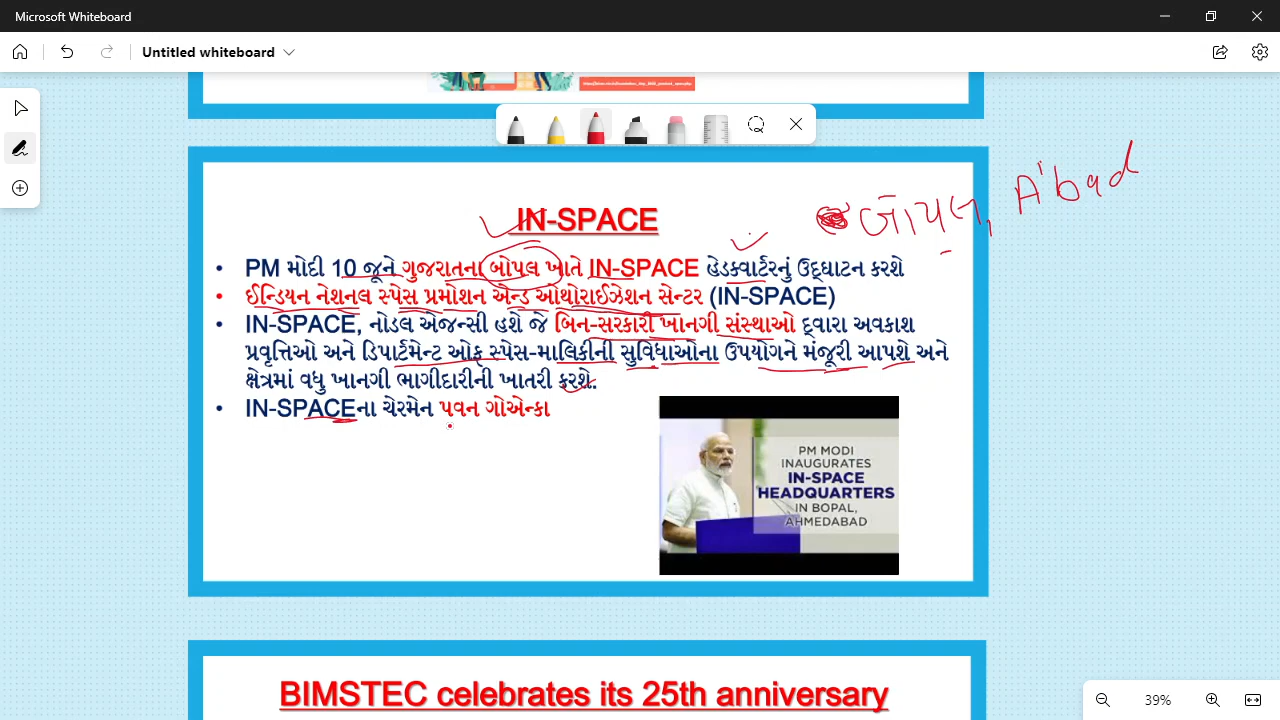 Microsoft Whiteboard
Untitled whiteboard
બોપલ, A'bad
IN-SPACE
• PM મોદી 10 જૂને ગુજરાતના બોપલ ખાતે IN-SPACE હેડક્વાર્ટરનું ઉદ્‌ઘાટન કરશે
• ઈન્ડિયન નેશનલ સ્પેસ પ્રમોશન એન્ડ ઓથોરાઈઝેશન સેન્ટર (IN-SPACE)
• IN-SPACE, નોડલ એજન્સી હશે જે બિન-સરકારી ખાનગી સંસ્થાઓ દ્વારા અવકાશ
પ્રવૃત્તિઓ અને ડિપાર્ટમેન્ટ ઓફ સ્પેસ-માલિકીની સુવિધાઓના ઉપયોગને મંજૂરી આપશે અને
ક્ષેત્રમાં વધુ ખાનગી ભાગીદારીની ખાતરી કરશે.
• IN-SPACEના ચેરમેન પવન ગોએન્કા
PM MODI
INAUGURATES
IN-SPACE
HEADQUARTERS
IN BOPAL,
AHMEDABAD
BIMSTEC celebrates its 25th anniversary
39%